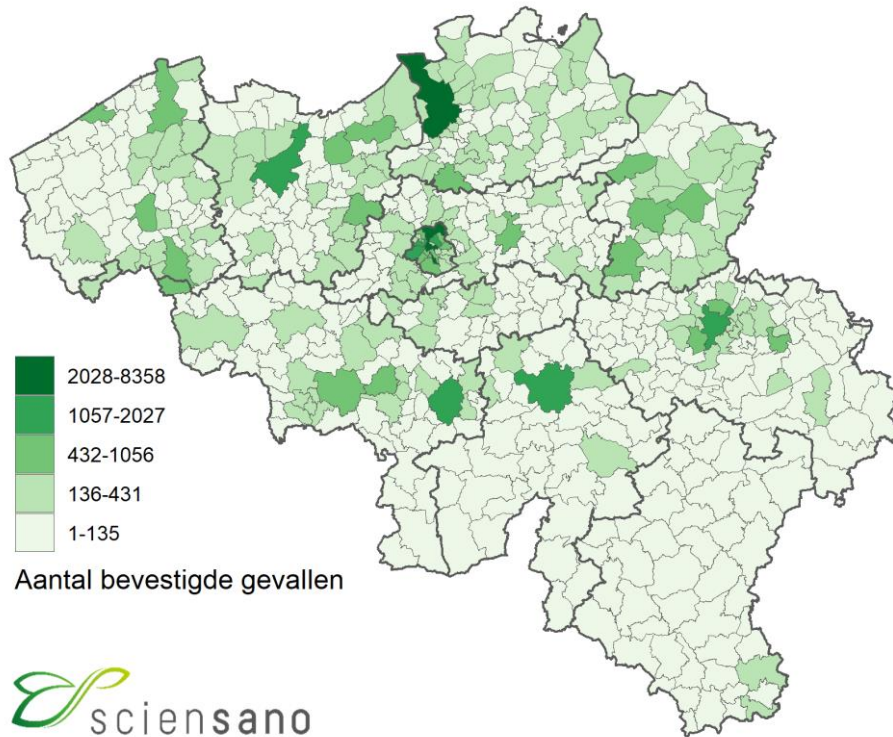 2028-8358
1057-2027
432-1056
136-431
1-135
Aantal bevestigde gevallen
sciensano